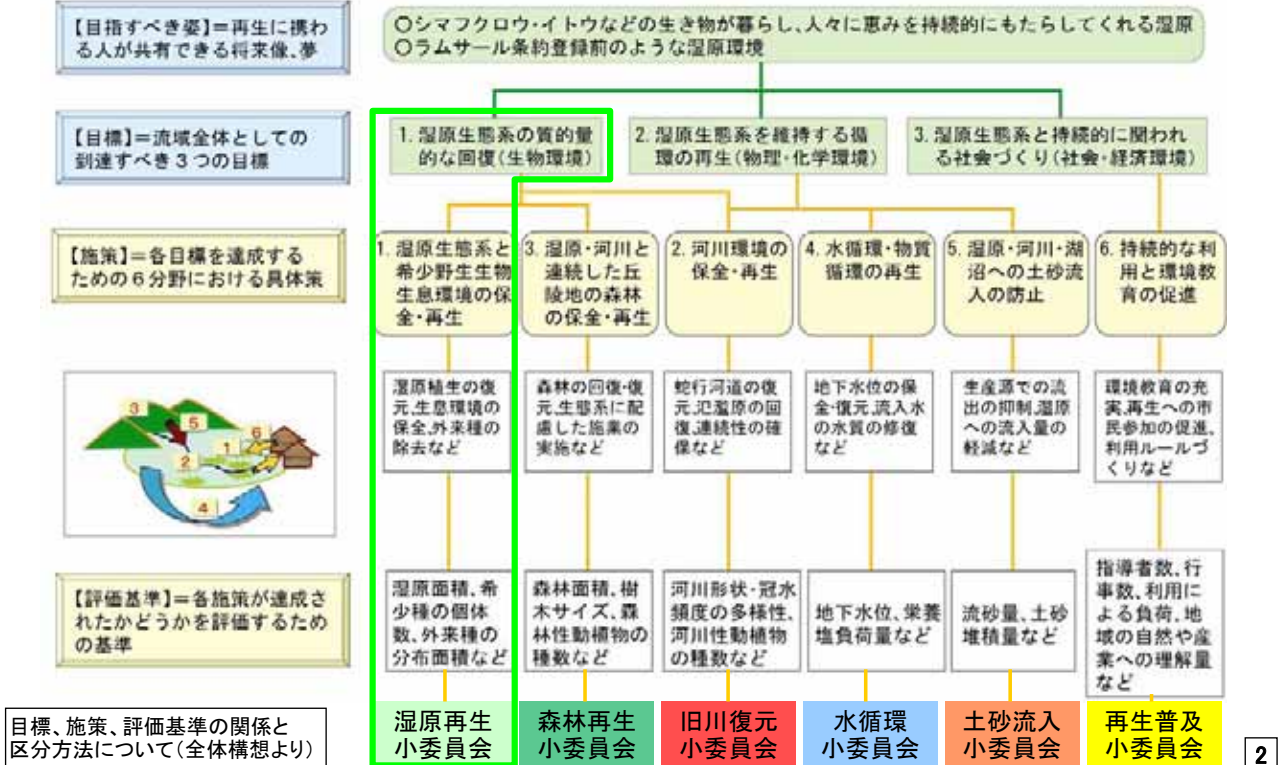 【目指すべき姿】=再生に携わ
る人が共有できる将来像、夢
〇シマフクロウ・イトウなどの生き物が暮らし、人々に恵みを持続的にもたらしてくれる湿原
〇ラムサール条約登録前のような湿原環境
【目標】=流域全体としての
到達すべき3つの目標
1. 湿原生態系の質的量
的な回復(生物環境)
2. 湿原生態系を維持する循
環の再生(物理・化学環境)
3. 湿原生態系と持続的に関われ
る社会づくり(社会・経済環境)
【施策】=各目標を達成する
ための6分野における具体策
1. 湿原生態系と
希少野生生物
生息環境の保
全・再生
3. 湿原・河川と
連続した丘
陵地の森林
の保全・再生
2. 河川環境の
保全・再生
4. 水循環・物質
循環の再生
5. 湿原・河川・湖
沼への土砂流
入の防止
6. 持続的な利
用と環境教
育の促進
湿原植生の復
元、生息環境の
保全、外来種の
除去など
森林の回復・復
元、生態系に配
慮した施業の
実施など
蛇行河道の復
元、氾濫原の回
復、連続性の確
保など
地下水位の保
全・復元、流入水
の水質の修復
など
生産源での流
出の抑制、湿原
への流入量の
軽減など
環境教育の充
実、再生への市
民参加の促進、
利用ルールづ
くりなど
3
5
6
1
2
4
【評価基準】=各施策が達成さ
れたかどうかを評価するため
の基準
湿原面積、希
少種の個体
数、外来種の
分布面積など
森林面積、樹
木サイズ、森
林性動植物の
種数など
河川形状・冠水
頻度の多様性、
河川性動植物
の種数など
地下水位、栄養
塩負荷量など
流砂量、土砂
堆積量など
指導者数、行
事数、利用に
よる負荷、地
域の自然や産
業への理解量
など
目標、施策、評価基準の関係と
区分方法について(全体構想より)
湿原再生
小委員会
森林再生
小委員会
旧川復元
小委員会
水循環
小委員会
土砂流入
小委員会
再生普及
小委員会
2